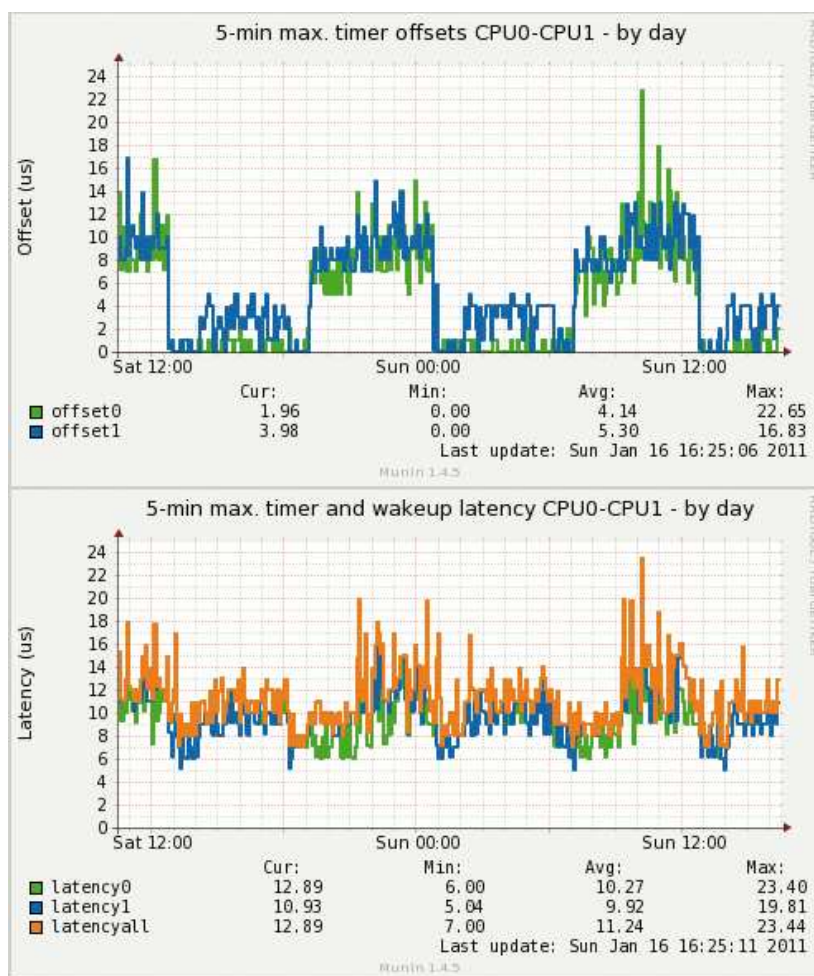 5-min max. timer offsets CPU0-CPU1 - by day
24
22
20
18
16
14
12
10
8
6
4
2
0
Offset (us)
Sat 12:00 Sun 00:00 Sun 12:00
Cur: Min: Avg: Max:
offset0 1.96 0.00 4.14 22.65
offset1 3.98 0.00 5.30 16.83
Last update: Sun Jan 16 16:25:06 2011
Munin 1.4.5
5-min max. timer and wakeup latency CPU0-CPU1 - by day
24
22
20
18
16
14
12
10
8
6
4
2
0
Latency (us)
Sat 12:00 Sun 00:00 Sun 12:00
Cur: Min: Avg: Max:
latency0 12.89 6.00 10.27 23.40
latency1 10.93 5.04 9.92 19.81
latencyall 12.89 7.00 11.24 23.44
Last update: Sun Jan 16 16:25:11 2011
Munin 1.4.5